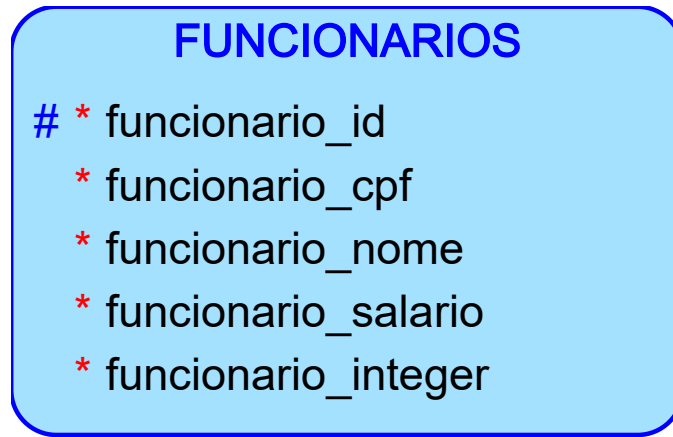 FUNCIONARIOS
# * funcionario_id
* funcionario_cpf
* funcionario_nome
* funcionario_salario
* funcionario_integer